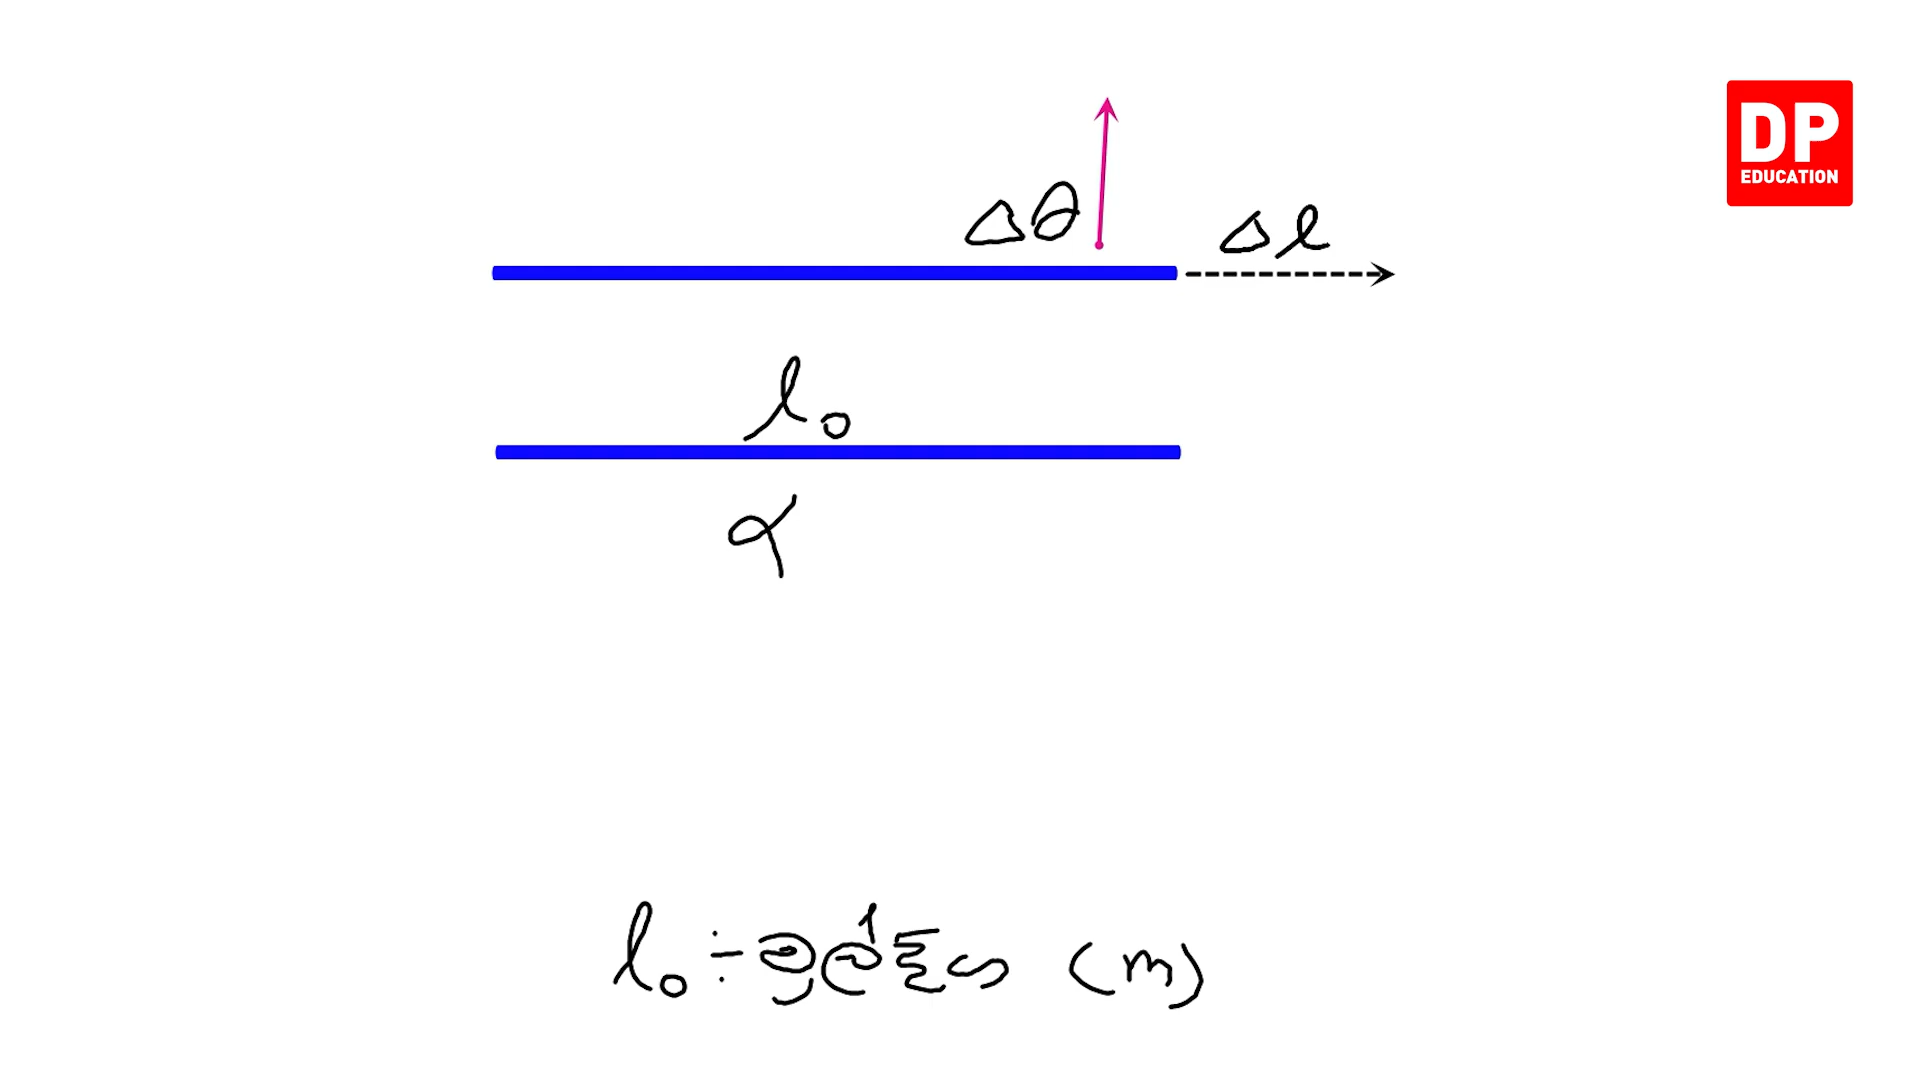 DP
EDUCATION
Δθ
Δl
l₀
α
l₀ ÷ මුල් දිග (m)